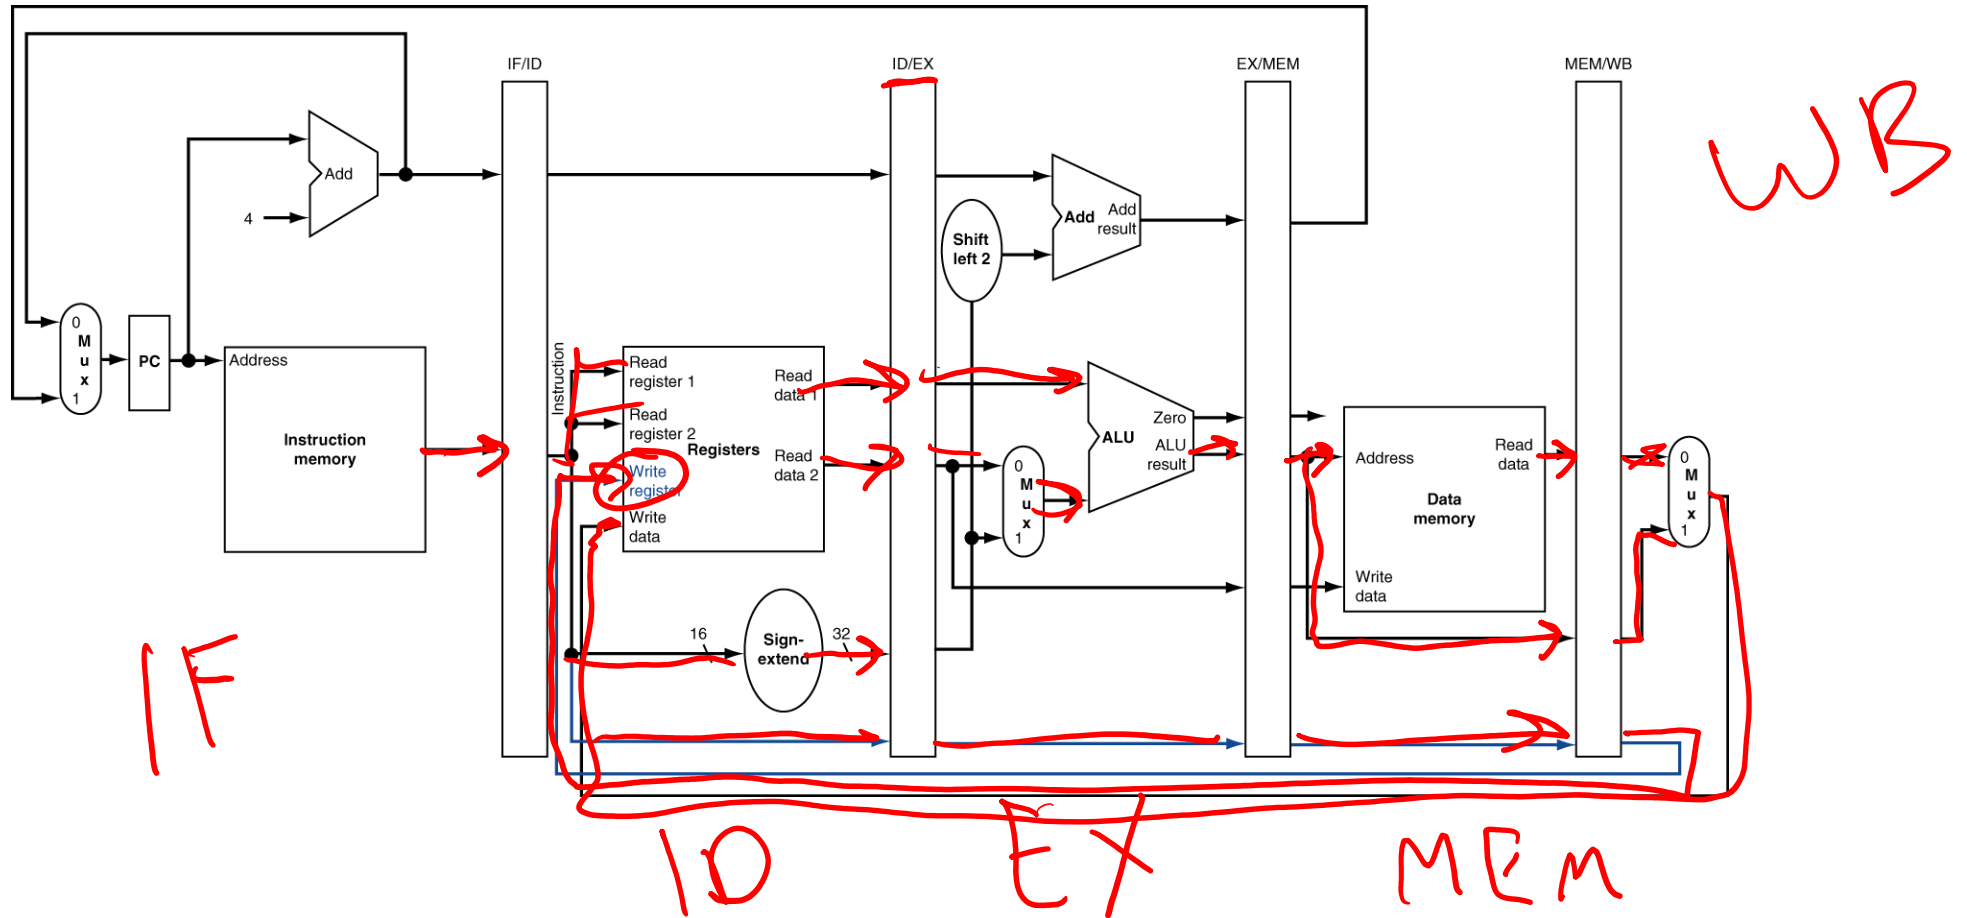 IF/ID
ID/EX
EX/MEM
MEM/WB
WB
Add
4
Add
Add
result
Shift
left 2
0
M
u
x
1
PC
Address
Instruction
memory
Instruction
Read
register 1
Read
register 2
Registers
Write
register
Write
data
Read
data 1
Read
data 2
16
Sign-
extend
32
0
M
u
x
1
Zero
ALU
ALU
result
Address
Read
data
Data
memory
Write
data
0
M
u
x
1
IF
ID
EX
MEM